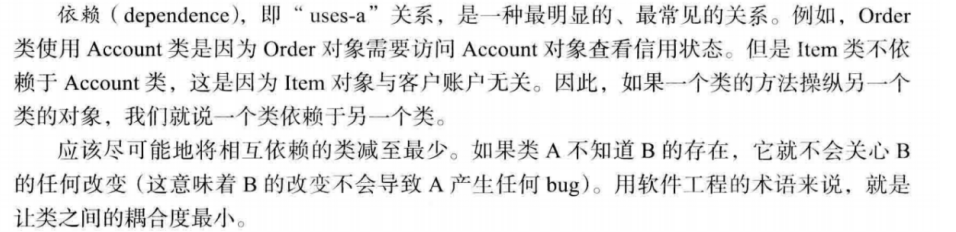 依赖(dependence),即“uses-a”关系,是一种最明显的、最常见的关系。例如,Order
类使用 Account 类是因为 Order 对象需要访问 Account 对象查看信用状态。但是 Item 类不依
赖于 Account 类,这是因为 Item 对象与客户账户无关。因此,如果一个类的方法操纵另一个
类的对象,我们就说一个类依赖于另一个类。
应该尽可能地将相互依赖的类减至最少。如果类 A 不知道 B 的存在,它就不会关心 B
的任何改变(这意味着 B 的改变不会导致 A 产生任何 bug)。用软件工程的术语来说,就是
让类之间的耦合度最小。